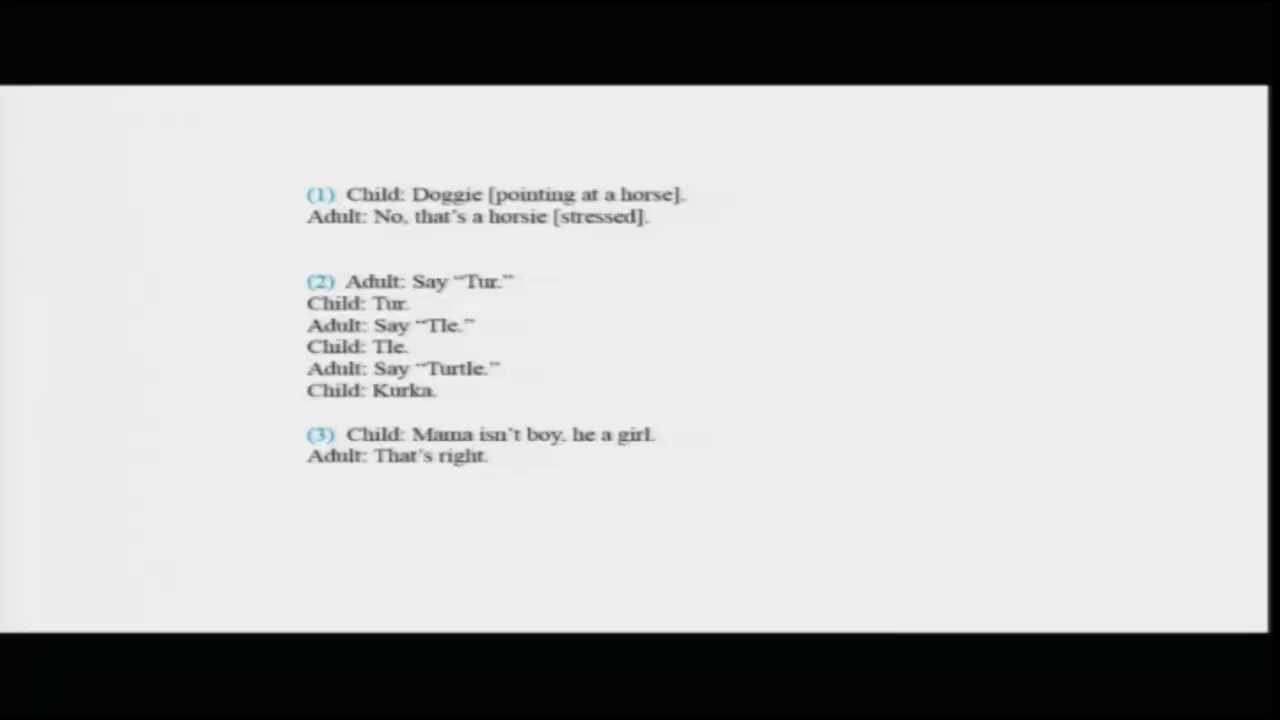 (1) Child: Doggie [pointing at a horse].
Adult: No, that's a horsie [stressed].
(2) Adult: Say “Tur.”
Child: Tur.
Adult: Say “Tle.”
Child: Tle.
Adult: Say “Turtle.”
Child: Kurka.
(3) Child: Mama isn't boy, he a girl.
Adult: That's right.